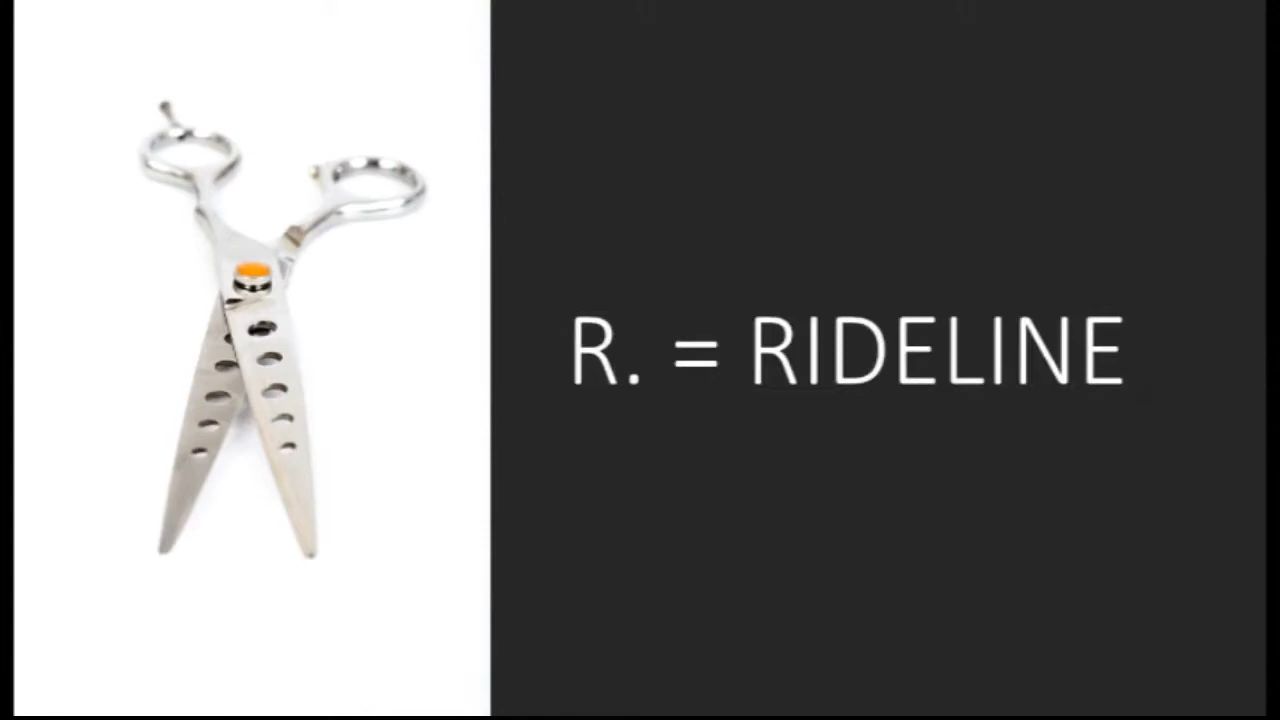 R. = RIDELINE